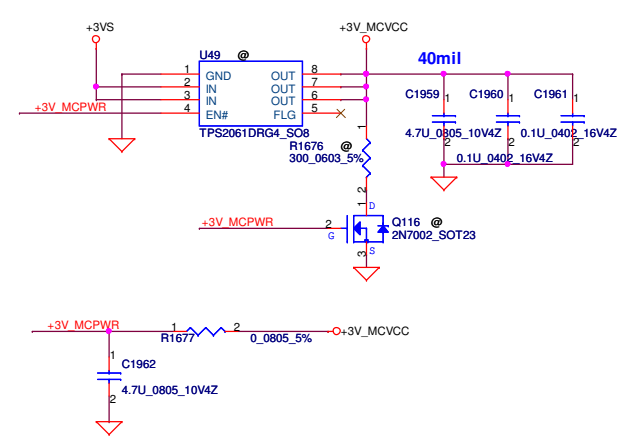 +3VS
+3V_MCVCC
U49 @
40mil
1 GND OUT 8
2 IN OUT 7
3 IN OUT 6
+3V_MCPWR 4 EN# FLG 5
TPS2061DRG4_SO8
C1959 1 C1960 1 C1961 1
4.7U_0805_10V4Z 0.1U_0402_16V4Z
2 2 2
0.1U_0402_16V4Z
1
R1676 @
300_0603_5%
2
1 D
+3V_MCPWR 2 G
Q116 @
2N7002_SOT23
3 S
+3V_MCPWR 1 2 +3V_MCVCC
R1677 0_0805_5%
1
C1962
4.7U_0805_10V4Z
2